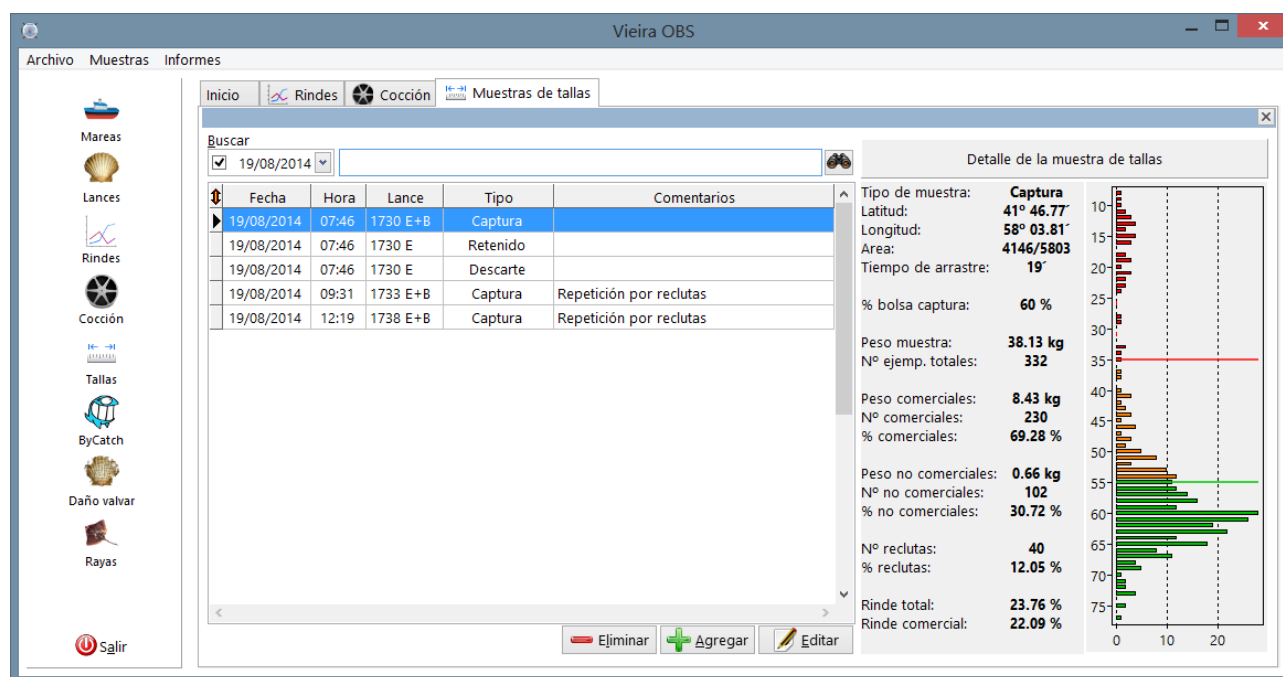 Vieira OBS
Archivo Muestras Informes
Mareas
Lances
Rindes
Cocción
Tallas
ByCatch
Daño valvar
Rayas
Salir
Inicio Rindes Cocción Muestras de tallas
Buscar
19/08/2014
Fecha Hora Lance Tipo Comentarios
19/08/2014 07:46 1730 E+B Captura
19/08/2014 07:46 1730 E Retenido
19/08/2014 07:46 1730 E Descarte
19/08/2014 09:31 1733 E+B Captura Repetición por reclutas
19/08/2014 12:19 1738 E+B Captura Repetición por reclutas
Eliminar Agregar Editar
Detalle de la muestra de tallas
Tipo de muestra: Captura
Latitud: 41º 46.77´
Longitud: 58º 03.81´
Area: 4146/5803
Tiempo de arrastre: 19´
% bolsa captura: 60 %
Peso muestra: 38.13 kg
Nº ejemp. totales: 332
Peso comerciales: 8.43 kg
Nº comerciales: 230
% comerciales: 69.28 %
Peso no comerciales: 0.66 kg
Nº no comerciales: 102
% no comerciales: 30.72 %
Nº reclutas: 40
% reclutas: 12.05 %
Rinde total: 23.76 %
Rinde comercial: 22.09 %
10
15
20
25
30
35
40
45
50
55
60
65
70
75
0 10 20